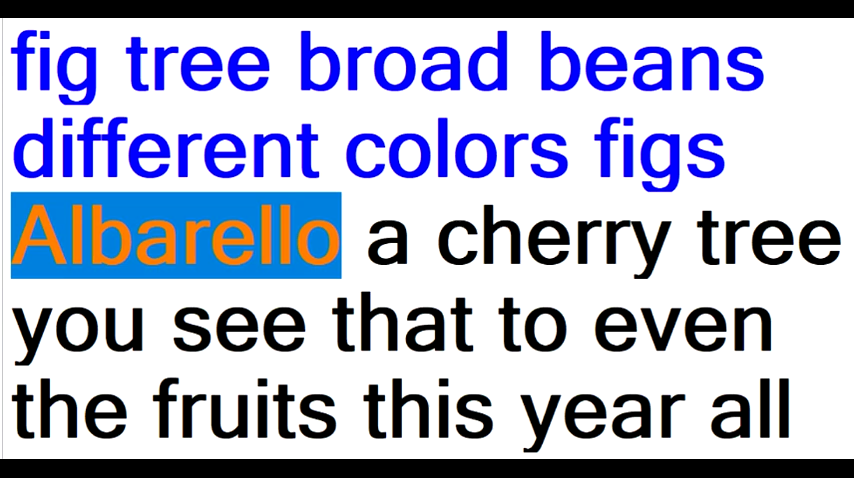 fig tree broad beans
different colors figs
Albarello a cherry tree
you see that to even
the fruits this year all